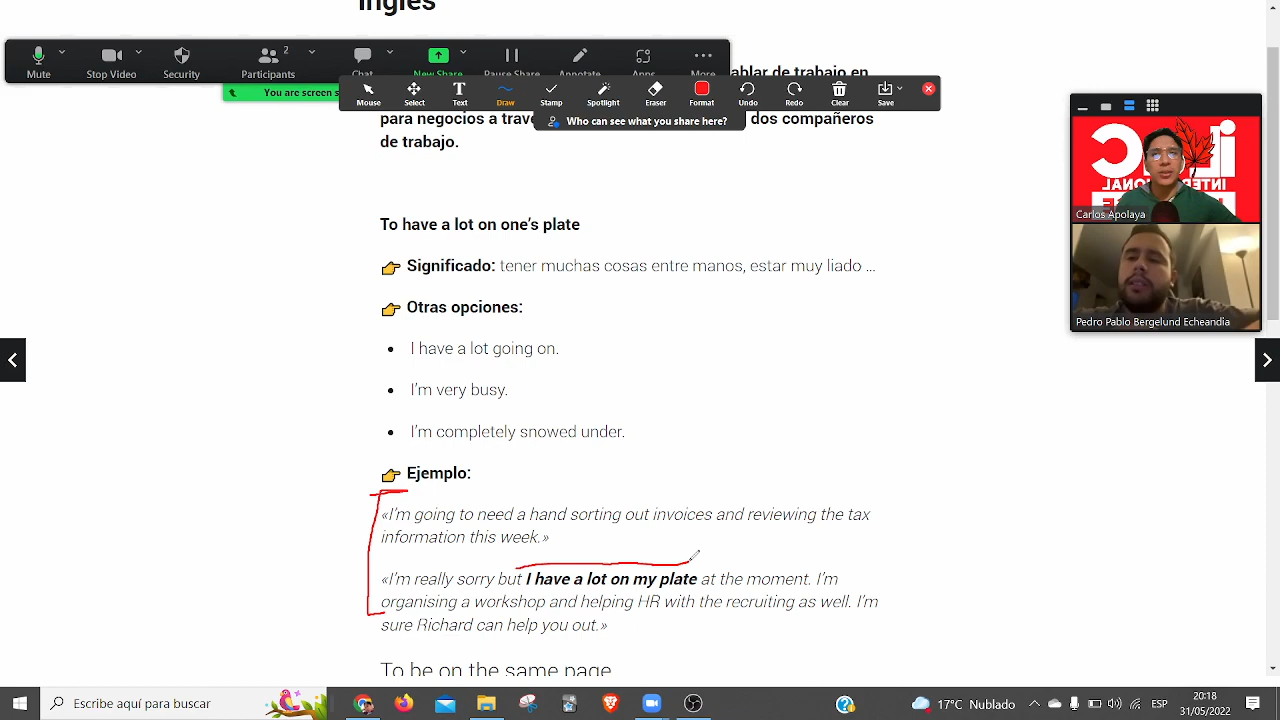 Inglés
2
Mute
Stop Video
Security
Participants
Chat
New Share
Pause Share
Annotate
Apps
More
You are screen s
ablar de trabajo en
Mouse
Select
Text
Draw
Stamp
Spotlight
Eraser
Format
Undo
Redo
Clear
Save
para negocios a trav
Who can see what you share here?
dos compañeros
de trabajo.
To have a lot on one's plate
Significado: tener muchas cosas entre manos, estar muy liado ...
Otras opciones:
• I have a lot going on.
• I'm very busy.
• I'm completely snowed under.
Ejemplo:
«I'm going to need a hand sorting out invoices and reviewing the tax
information this week.»
«I'm really sorry but I have a lot on my plate at the moment. I'm
organising a workshop and helping HR with the recruiting as well. I'm
sure Richard can help you out.»
To be on the same page
Carlos Apolaya
Pedro Pablo Bergelund Echeandia
Escribe aquí para buscar
17°C Nublado
ESP
20:18
31/05/2022